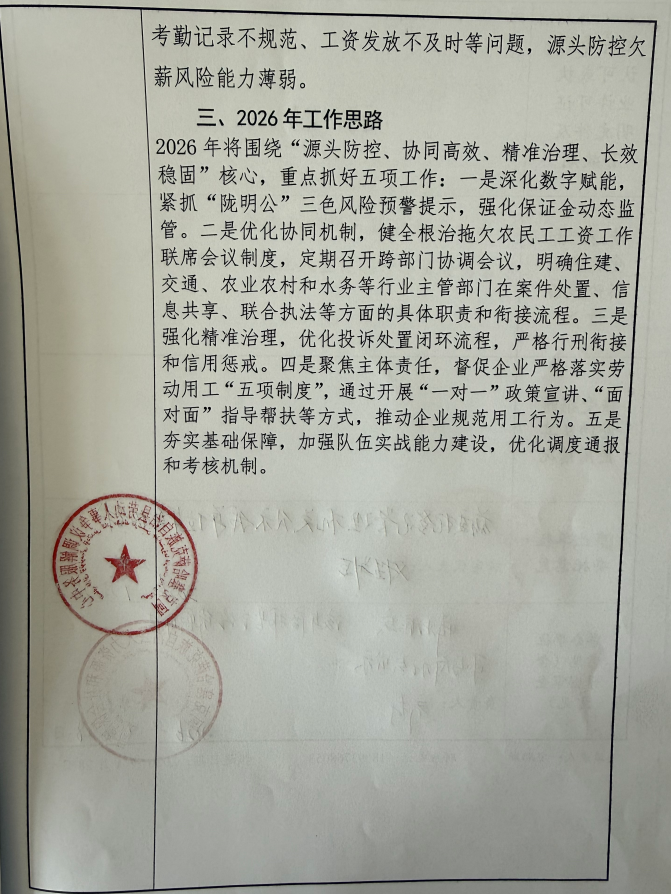 考勤记录不规范、工资发放不及时等问题，源头防控欠
薪风险能力薄弱。
三、2026年工作思路
2026年将围绕“源头防控、协同高效、精准治理、长效
稳固”核心，重点抓好五项工作：一是深化数字赋能，
紧抓“陇明公”三色风险预警提示，强化保证金动态监
管。二是优化协同机制，健全根治拖欠农民工工资工作
联席会议制度，定期召开跨部门协调会议，明确住建、
交通、农业农村和水务等行业主管部门在案件处置、信
息共享、联合执法等方面的具体职责和衔接流程。三是
强化精准治理，优化投诉处置闭环流程，严格行刑衔接
和信用惩戒。四是聚焦主体责任，督促企业严格落实劳
动用工“五项制度”，通过开展“一对一”政策宣讲、“面
对面”指导帮扶等方式，推动企业规范用工行为。五是
夯实基础保障，加强队伍实战能力建设，优化调度通报
和考核机制。